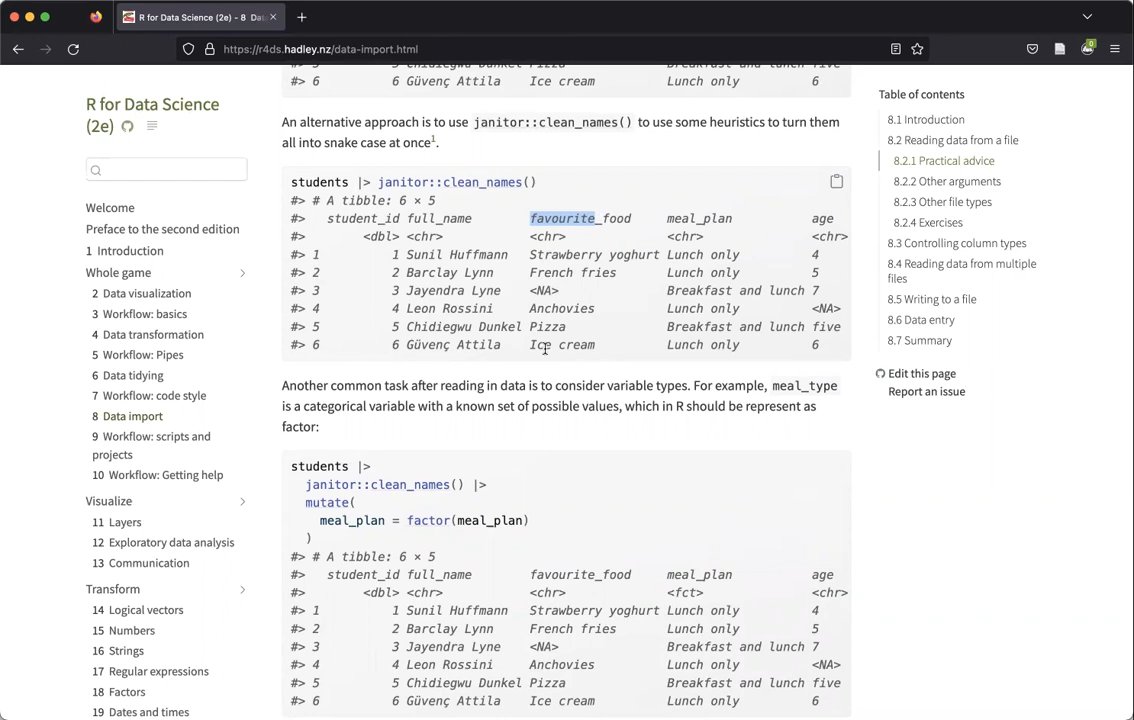 R for Data Science (2e) - 8  Dat
https://r4ds.hadley.nz/data-import.html
0
R for Data Science
(2e)
Welcome
Preface to the second edition
1 Introduction
Whole game
2 Data visualization
3 Workflow: basics
4 Data transformation
5 Workflow: Pipes
6 Data tidying
7 Workflow: code style
8 Data import
9 Workflow: scripts and
projects
10 Workflow: Getting help
Visualize
11 Layers
12 Exploratory data analysis
13 Communication
Transform
14 Logical vectors
15 Numbers
16 Strings
17 Regular expressions
18 Factors
19 Dates and times
#> 5          5 Chidiegwu Dunkel Pizza              Breakfast and lunch five
#> 6          6 Güvenç Attila    Ice cream          Lunch only          6
An alternative approach is to use janitor::clean_names() to use some heuristics to turn them
all into snake case at once1.
students |> janitor::clean_names()
#> # A tibble: 6 × 5
#>   student_id full_name        favourite_food     meal_plan           age
#>        <dbl> <chr>            <chr>              <chr>               <chr>
#> 1          1 Sunil Huffmann   Strawberry yoghurt Lunch only          4
#> 2          2 Barclay Lynn     French fries       Lunch only          5
#> 3          3 Jayendra Lyne    <NA>               Breakfast and lunch 7
#> 4          4 Leon Rossini     Anchovies          Lunch only          <NA>
#> 5          5 Chidiegwu Dunkel Pizza              Breakfast and lunch five
#> 6          6 Güvenç Attila    Ice cream          Lunch only          6
Another common task after reading in data is to consider variable types. For example, meal_type
is a categorical variable with a known set of possible values, which in R should be represent as
factor:
students |>
  janitor::clean_names() |>
  mutate(
    meal_plan = factor(meal_plan)
  )
#> # A tibble: 6 × 5
#>   student_id full_name        favourite_food     meal_plan           age
#>        <dbl> <chr>            <chr>              <fct>               <chr>
#> 1          1 Sunil Huffmann   Strawberry yoghurt Lunch only          4
#> 2          2 Barclay Lynn     French fries       Lunch only          5
#> 3          3 Jayendra Lyne    <NA>               Breakfast and lunch 7
#> 4          4 Leon Rossini     Anchovies          Lunch only          <NA>
#> 5          5 Chidiegwu Dunkel Pizza              Breakfast and lunch five
#> 6          6 Güvenç Attila    Ice cream          Lunch only          6
Table of contents
8.1 Introduction
8.2 Reading data from a file
8.2.1 Practical advice
8.2.2 Other arguments
8.2.3 Other file types
8.2.4 Exercises
8.3 Controlling column types
8.4 Reading data from multiple
files
8.5 Writing to a file
8.6 Data entry
8.7 Summary
Edit this page
Report an issue